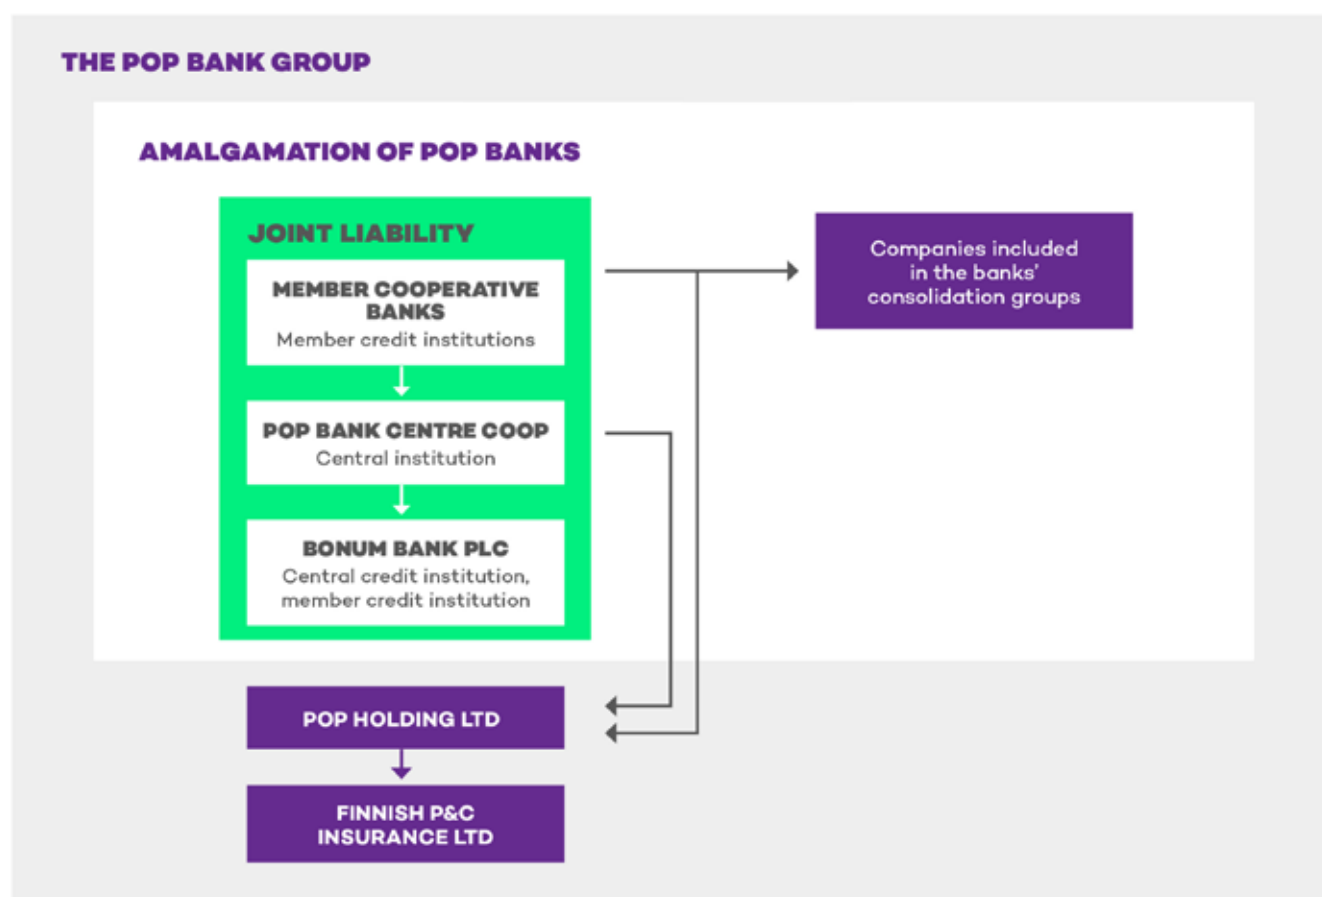 THE POP BANK GROUP
AMALGAMATION OF POP BANKS
JOINT LIABILITY
MEMBER COOPERATIVE
BANKS
Member credit institutions
POP BANK CENTRE COOP
Central institution
BONUM BANK PLC
Central credit institution,
member credit institution
Companies included
in the banks’
consolidation groups
POP HOLDING LTD
FINNISH P&C
INSURANCE LTD